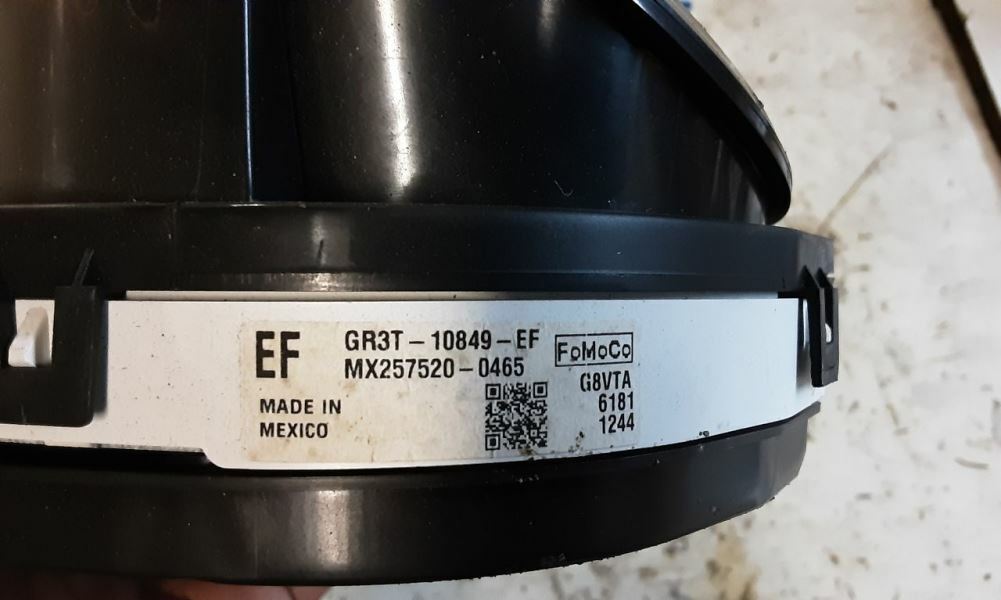 EF
GR3T-10849-EF
MX257520-0465
FoMoCo
G8VTA
6181
1244
MADE IN
MEXICO